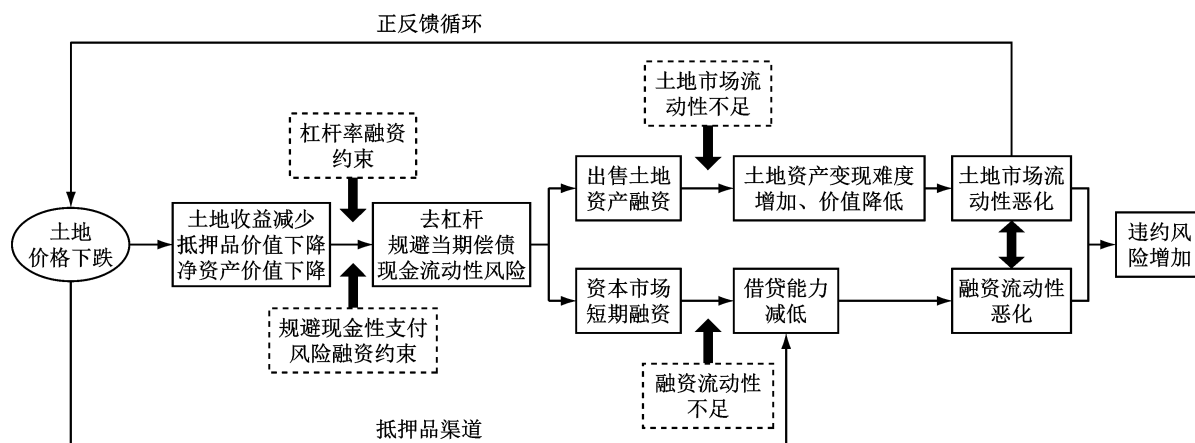 正反馈循环
土地市场流
动性不足
杠杆率融资
约束
出售土地
资产融资
土地资产变现难度
增加、价值降低
土地市场流
动性恶化
土地
价格下跌
土地收益减少
抵押品价值下降
净资产价值下降
去杠杆
规避当期偿债
现金流动性风险
违约风
险增加
资本市场
短期融资
借贷能力
减低
融资流动性
恶化
规避现金性支付
风险融资约束
融资流动性
不足
抵押品渠道